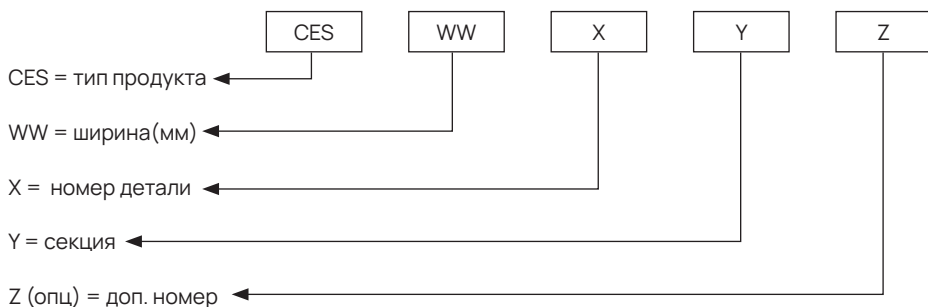 CES WW X Y Z
CES = тип продукта
WW = ширина(мм)
X = номер детали
Y = секция
Z (опц) = доп. номер